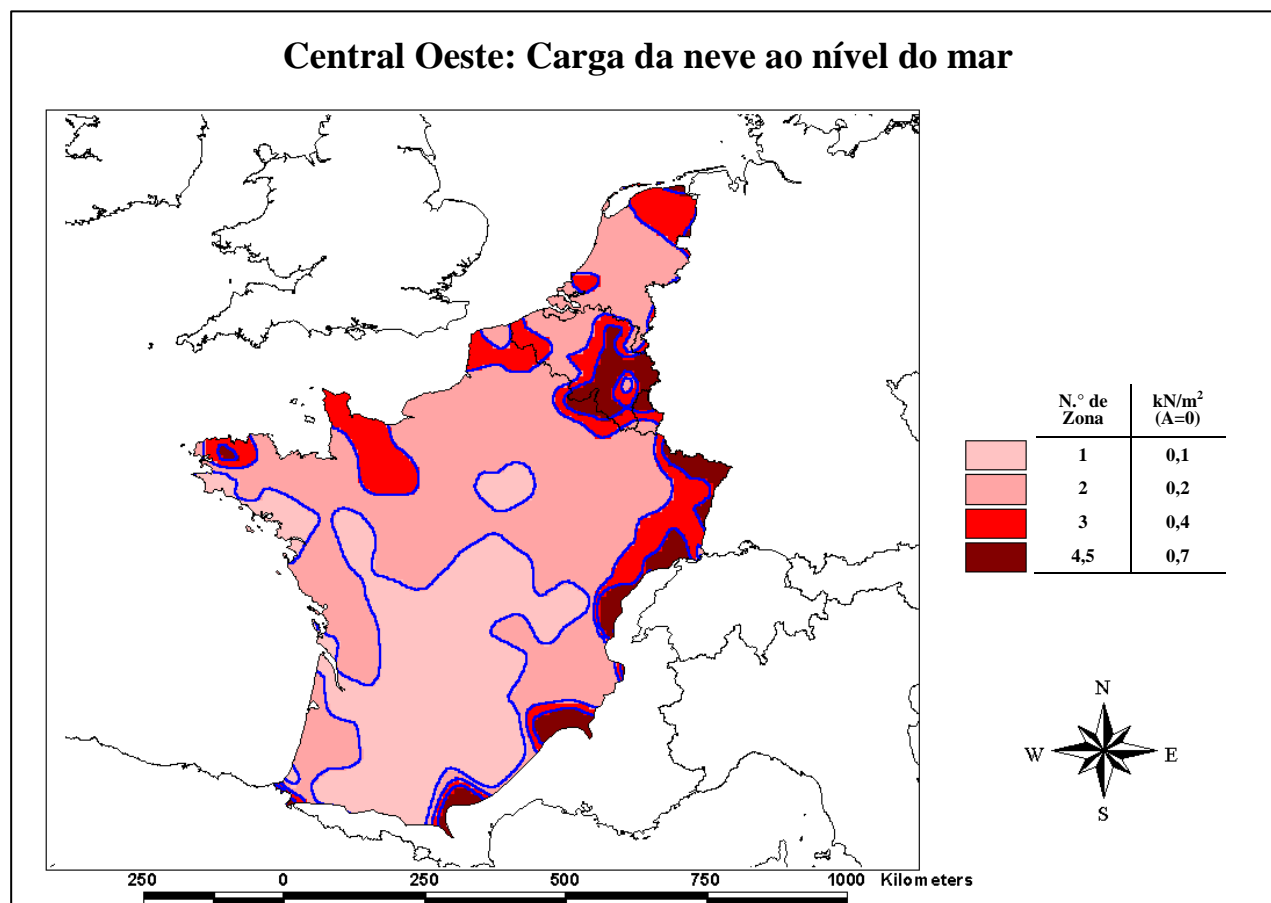 Central Oeste: Carga da neve ao nível do mar
N.° de Zona kN/m² (A=0)
1 0,1
2 0,2
3 0,4
4,5 0,7
N
W E
S
250 0 250 500 750 1000 Kilometers